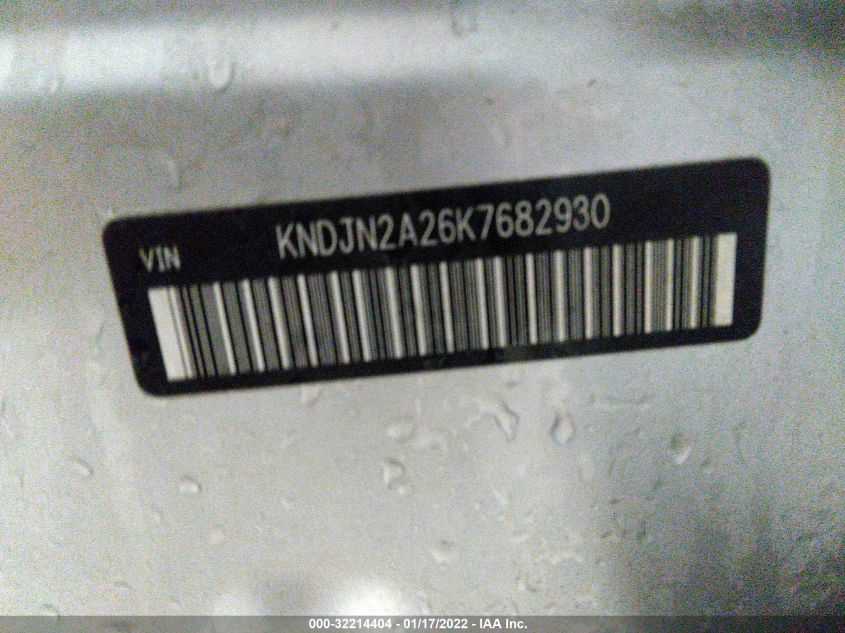 VIN KNDJN2A26K7682930
000-32214404 - 01/17/2022 - IAA Inc.